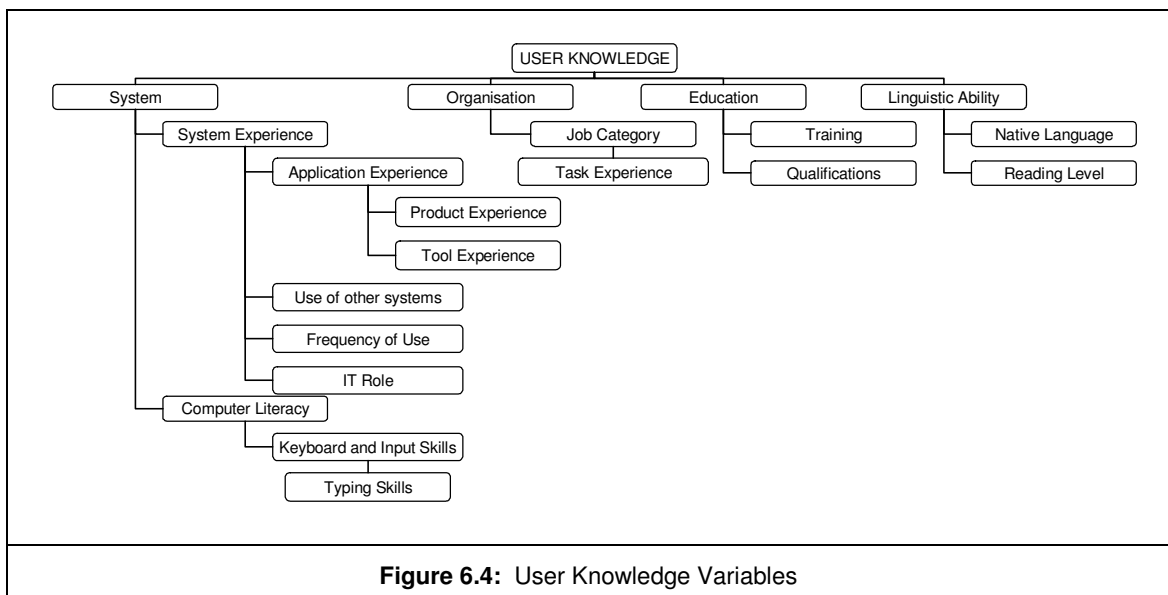 USER KNOWLEDGE
System
Organisation
Education
Linguistic Ability
System Experience
Job Category
Training
Native Language
Application Experience
Task Experience
Qualifications
Reading Level
Product Experience
Tool Experience
Use of other systems
Frequency of Use
IT Role
Computer Literacy
Keyboard and Input Skills
Typing Skills
Figure 6.4: User Knowledge Variables